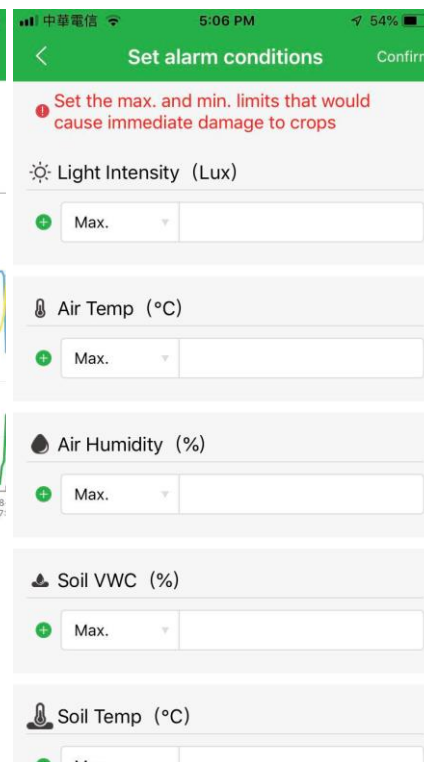 中華電信 5:06 PM 54%
Set alarm conditions Confirm
Set the max. and min. limits that would
cause immediate damage to crops
Light Intensity (Lux)
Max.
Air Temp (°C)
Max.
Air Humidity (%)
Max.
Soil VWC (%)
Max.
Soil Temp (°C)